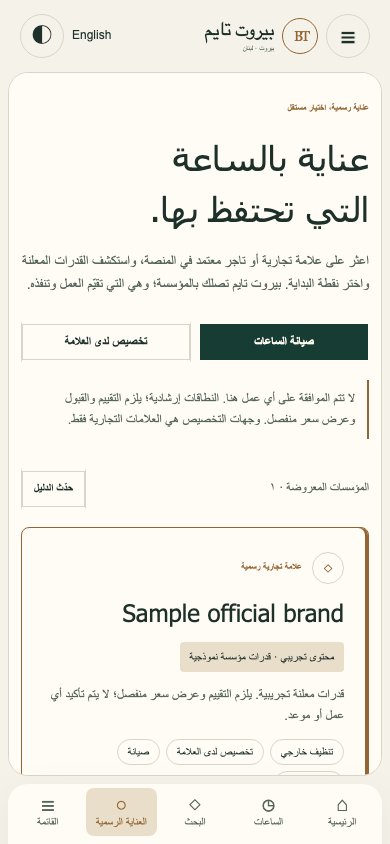 English
بيروت تايم
بيروت · لبنان
BT
عناية رسمية، اختيار مستقل
عناية بالساعة
التي تحتفظ بها.
اعثر على علامة تجارية أو تاجر معتمد في المنصة، واستكشف القدرات المعلنة
واختر نقطة البداية. بيروت تايم تصلك بالمؤسسة؛ وهي التي تقيّم العمل وتنفذه.
صيانة الساعات
تخصيص لدى العلامة
لا تتم الموافقة على أي عمل هنا. النطاقات إرشادية؛ يلزم التقييم والقبول
وعرض سعر منفصل. وجهات التخصيص هي العلامات التجارية فقط.
المؤسسات المعروضة · ١
حدّث الدليل
علامة تجارية رسمية
Sample official brand
محتوى تجريبي · قدرات مؤسسة نموذجية
قدرات معلنة تجريبية. يلزم التقييم وعرض سعر منفصل؛ لا يتم تأكيد أي
عمل أو موعد.
تنظيف خارجي
تخصيص لدى العلامة
صيانة
الرئيسية
الساعات
البحث
العناية الرسمية
القائمة